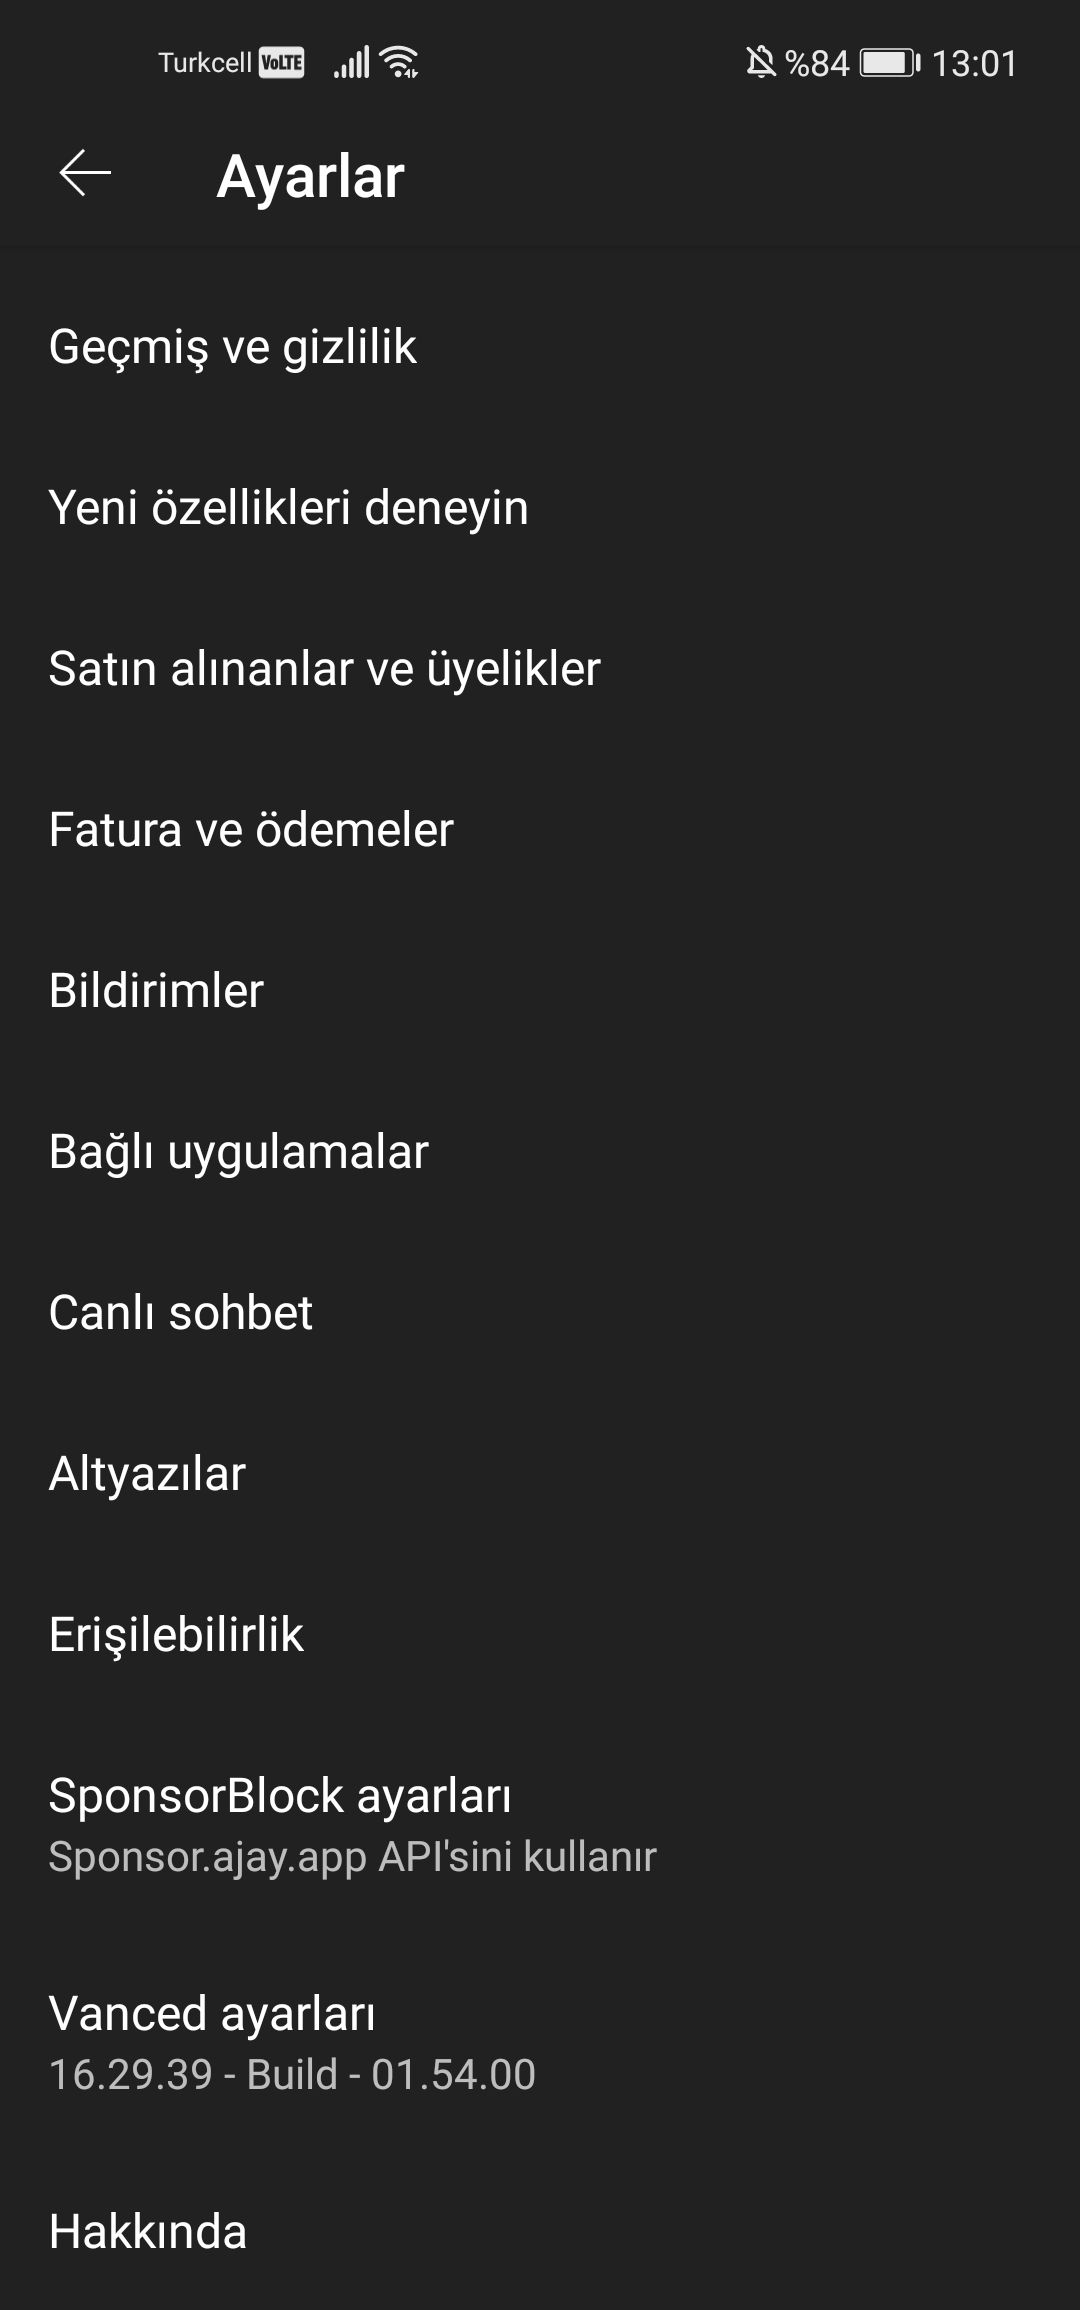 Turkcell VoLTE %84 13:01
Ayarlar
Geçmiş ve gizlilik
Yeni özellikleri deneyin
Satın alınanlar ve üyelikler
Fatura ve ödemeler
Bildirimler
Bağlı uygulamalar
Canlı sohbet
Altyazılar
Erişilebilirlik
SponsorBlock ayarları
Sponsor.ajay.app API'sini kullanır
Vanced ayarları
16.29.39 - Build - 01.54.00
Hakkında